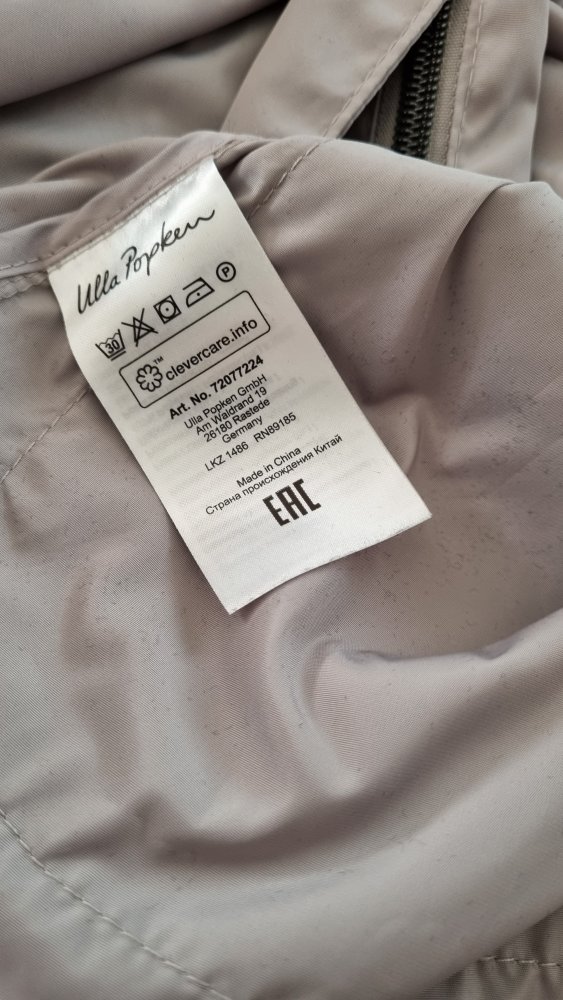 Ulla Popken
30 P
clevercare.info™
Art. No. 72077224
Ulla Popken GmbH
Am Waldrand 19
26180 Rastede
Germany
LKZ 1486 RN89185
Made in China
Страна происхождения Китай
EAC